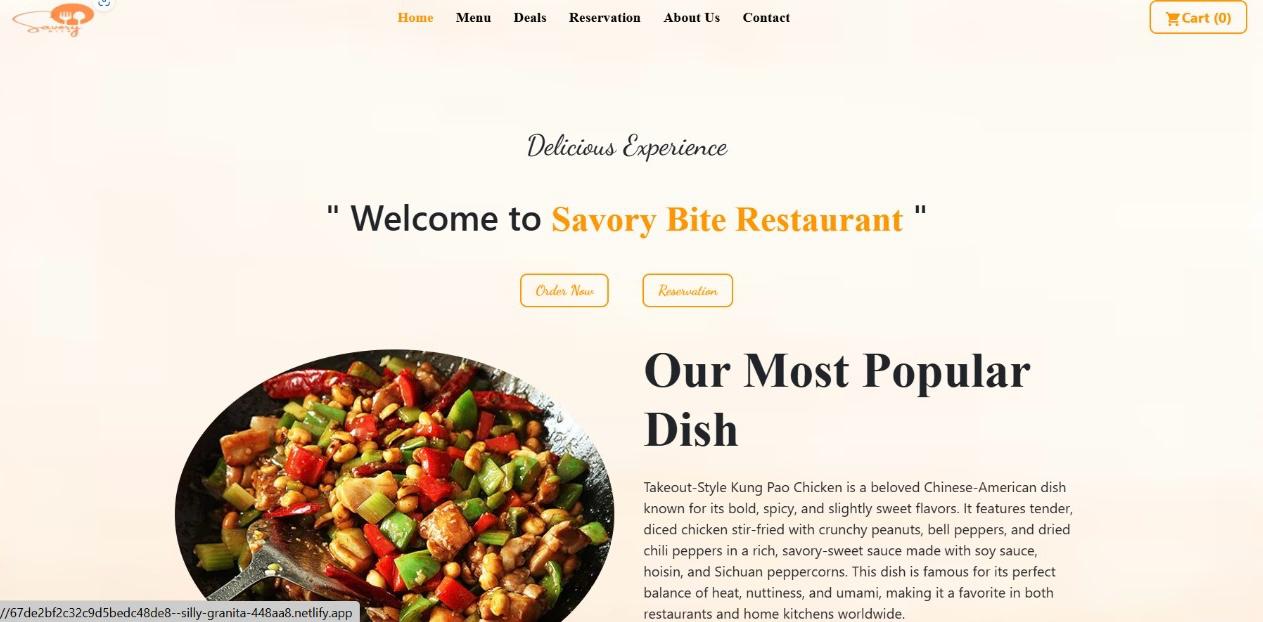 Savory
Home Menu Deals Reservation About Us Contact
Cart (0)
Delicious Experience
" Welcome to Savory Bite Restaurant "
Order Now Reservation
Our Most Popular
Dish
Takeout-Style Kung Pao Chicken is a beloved Chinese-American dish
known for its bold, spicy, and slightly sweet flavors. It features tender,
diced chicken stir-fried with crunchy peanuts, bell peppers, and dried
chili peppers in a rich, savory-sweet sauce made with soy sauce,
hoisin, and Sichuan peppercorns. This dish is famous for its perfect
balance of heat, nuttiness, and umami, making it a favorite in both
restaurants and home kitchens worldwide.
//67de2bf2c32c9d5bedc48de8--silly-granita-448aa8.netlify.app